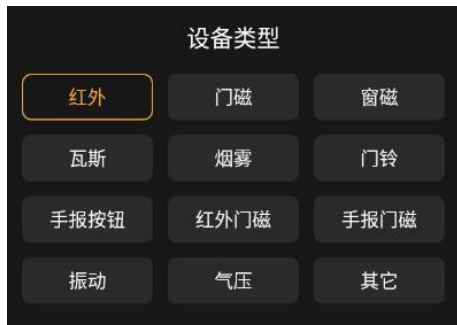 设备类型
红外 门磁 窗磁
瓦斯 烟雾 门铃
手报按钮 红外门磁 手报门磁
振动 气压 其它